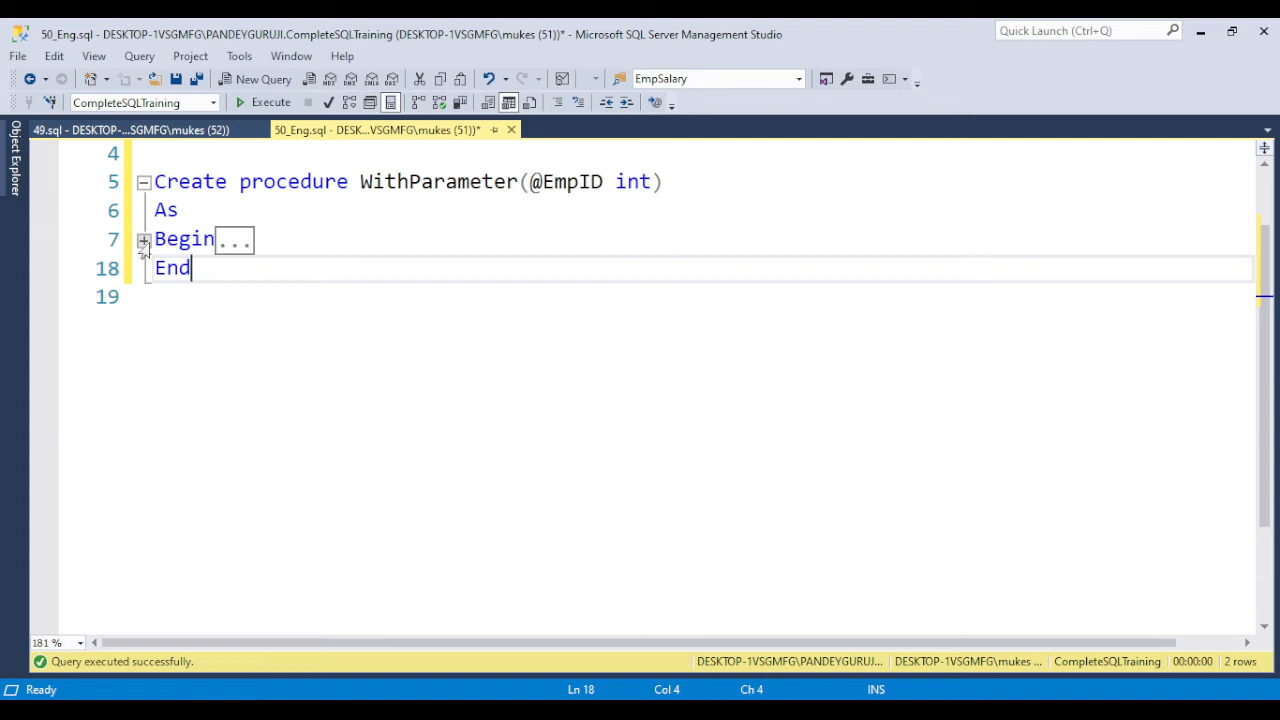 50_Eng.sql - DESKTOP-1VSGMFG\PANDEYGURUJI.CompleteSQLTraining (DESKTOP-1VSGMFG\mukes (51))* - Microsoft SQL Server Management Studio
Quick Launch (Ctrl+Q)
File Edit View Query Project Tools Window Help
New Query EmpSalary
CompleteSQLTraining Execute
Object Explorer
49.sql - DESKTOP-...SGMFG\mukes (52)) 50_Eng.sql - DESK...VSGMFG\mukes (51))*
4
5 Create procedure WithParameter(@EmpID int)
6 As
7 Begin...
18 End
19
181 %
Query executed successfully. DESKTOP-1VSGMFG\PANDEYGURUJ... DESKTOP-1VSGMFG\mukes ... CompleteSQLTraining 00:00:00 2 rows
Ready Ln 18 Col 4 Ch 4 INS